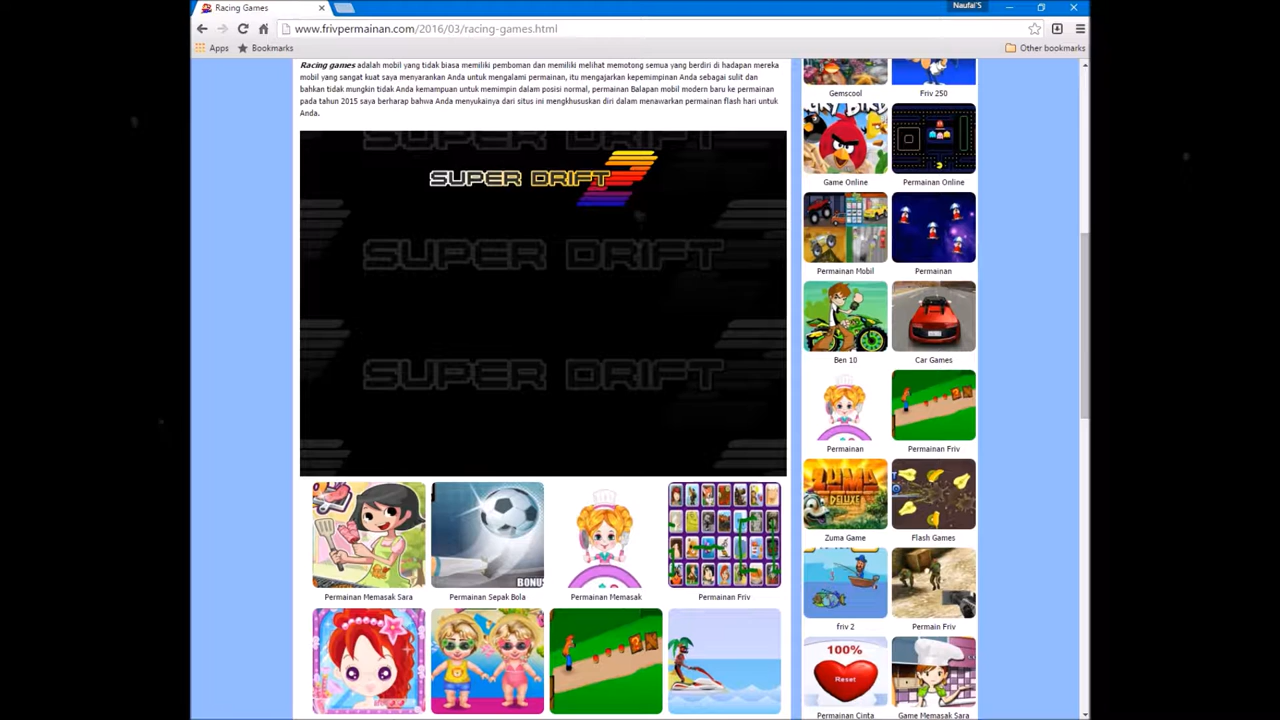 Racing Games
Naufal'S
www.frivpermainan.com/2016/03/racing-games.html
Apps
Bookmarks
Other bookmarks
Racing games adalah mobil yang tidak biasa memiliki pemboman dan memiliki melihat memotong semua yang berdiri di hadapan mereka
mobil yang sangat kuat saya menyarankan Anda untuk mengalami permainan, itu mengajarkan kepemimpinan Anda sebagai sulit dan
bahkan tidak mungkin tidak Anda kemampuan untuk memimpin dalam posisi normal, permainan Balapan mobil modern baru ke permainan
pada tahun 2015 saya berharap bahwa Anda menyukainya dari situs ini mengkhususkan diri dalam menawarkan permainan flash hari untuk
Anda.
SUPER DRIFT
SUPER DRIFT
SUPER DRIFT
SUPER DRIFT
BONUS
Permainan Memasak Sara
Permainan Sepak Bola
Permainan Memasak
Permainan Friv
Gemscool
Friv 250
Game Online
Permainan Online
Permainan Mobil
Permainan
Ben 10
Car Games
Permainan
Permainan Friv
ZUMA
DELUXE
Zuma Game
Flash Games
friv 2
Permain Friv
100%
Reset
Permainan Cinta
Game Memasak Sara